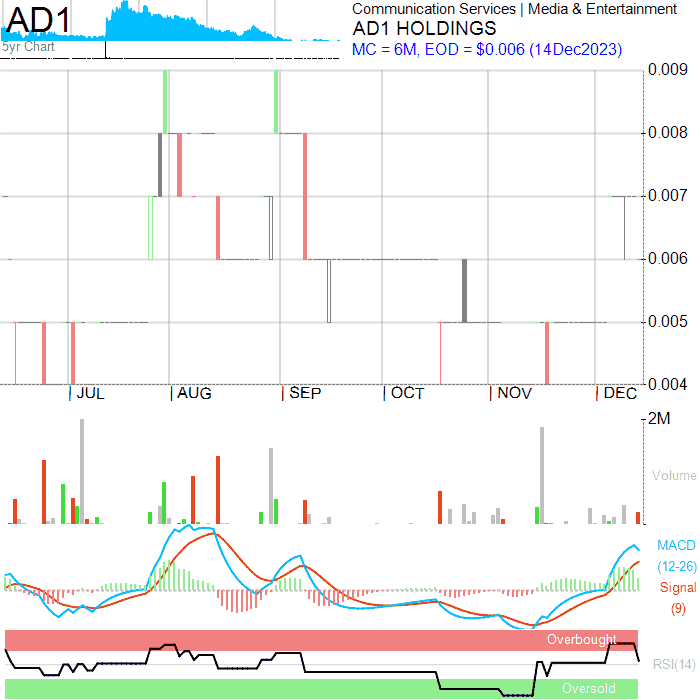 AD1
5yr Chart
Communication Services | Media & Entertainment
AD1 HOLDINGS
MC = 6M, EOD = $0.006 (14Dec2023)
0.009
0.008
0.007
0.006
0.005
0.004
JUL AUG SEP OCT NOV DEC
2M
Volume
MACD
(12-26)
Signal
(9)
Overbought
RSI(14)
Oversold